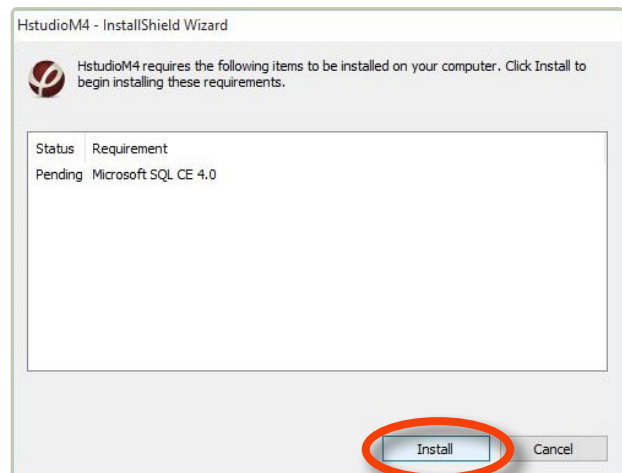 HstudioM4 - InstallShield Wizard
HstudioM4 requires the following items to be installed on your computer. Click Install to
begin installing these requirements.
Status Requirement
Pending Microsoft SQL CE 4.0
Install Cancel